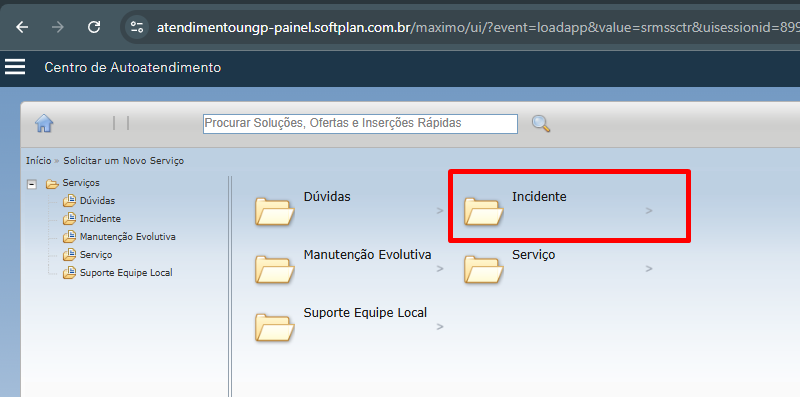 atendimentoungp-painel.softplan.com.br/maximo/ui/?event=loadapp&value=srmssctr&uisessionid=899
Centro de Autoatendimento
Procurar Soluções, Ofertas e Inserções Rápidas
Início » Solicitar um Novo Serviço
Serviços
Dúvidas
Incidente
Manutenção Evolutiva
Serviço
Suporte Equipe Local
Dúvidas >
Incidente >
Manutenção Evolutiva >
Serviço >
Suporte Equipe Local >